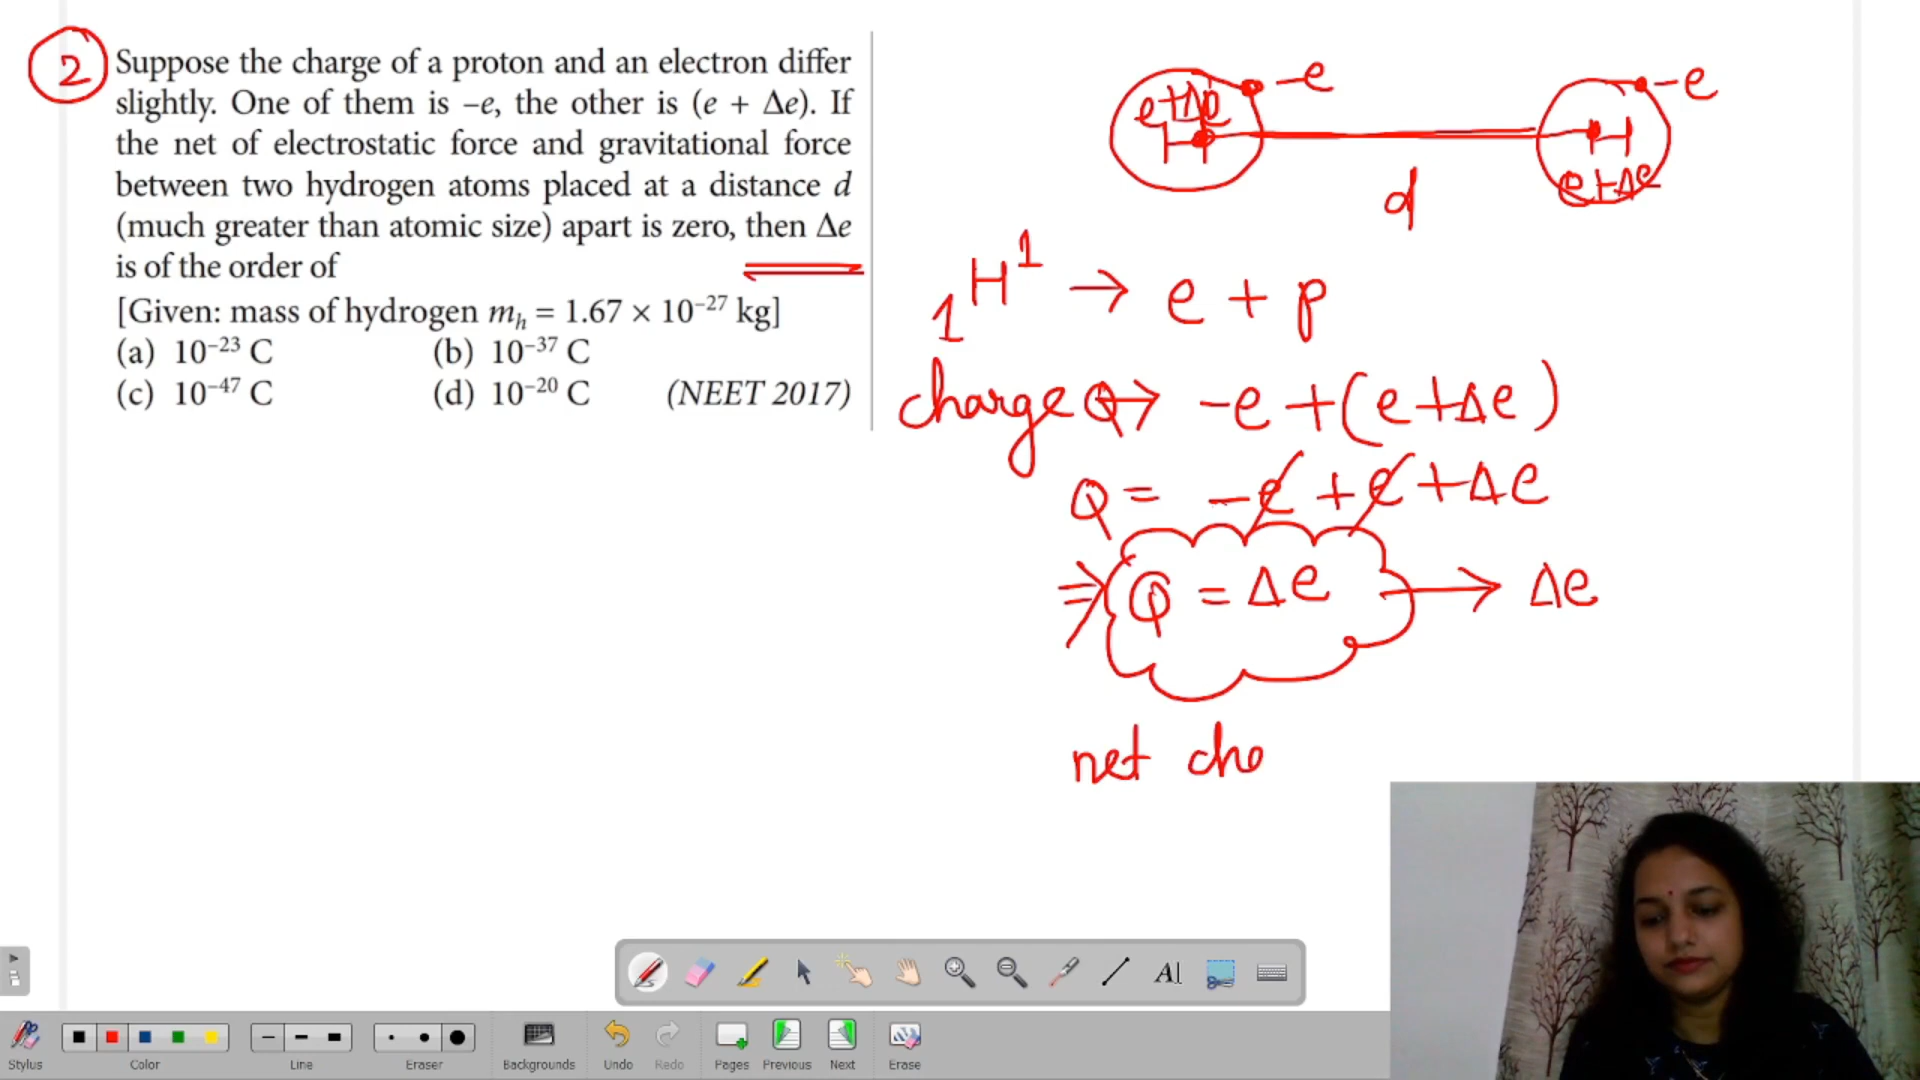 2
Suppose the charge of a proton and an electron differ
slightly. One of them is –e, the other is (e + Δe). If
the net of electrostatic force and gravitational force
between two hydrogen atoms placed at a distance d
(much greater than atomic size) apart is zero, then Δe
is of the order of
[Given: mass of hydrogen mₕ = 1.67 × 10⁻²⁷ kg]
(a) 10⁻²³ C (b) 10⁻³⁷ C
(c) 10⁻⁴⁷ C (d) 10⁻²⁰ C (NEET 2017)
e+Δe -e
H
-e
H
e+Δe
d
₁H¹ → e + p
charge Q → -e + (e+Δe)
Q = -e + e + Δe
⇒ Q = Δe → Δe
net cha
AI
Stylus Color Line Eraser Backgrounds Undo Redo Pages Previous Next Erase